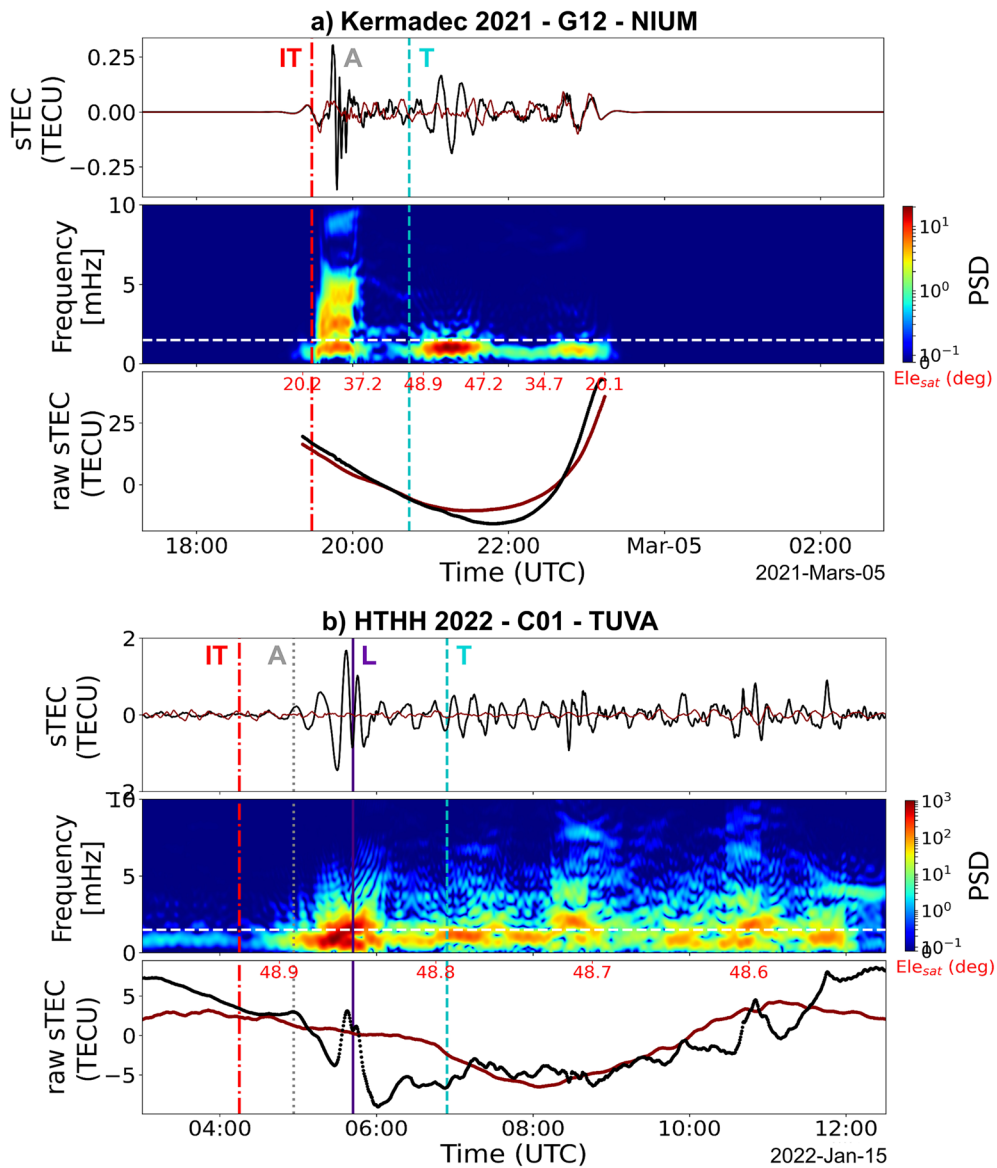 a) Kermadec 2021 - G12 - NIUM
IT A T
sTEC
(TECU)
0.25
0.00
−0.25
Frequency
[mHz]
10
5
0
PSD
10¹
10⁰
10⁻¹
0
Ele_sat (deg)
20.2 37.2 48.9 47.2 34.7 20.1
raw sTEC
(TECU)
25
0
18:00 20:00 22:00 Mar-05 02:00
Time (UTC)
2021-Mars-05
b) HTHH 2022 - C01 - TUVA
IT A L T
sTEC
(TECU)
2
0
−2
Frequency
[mHz]
10
5
0
PSD
10³
10²
10¹
10⁰
10⁻¹
0
Ele_sat (deg)
48.9 48.8 48.7 48.6
raw sTEC
(TECU)
5
0
−5
04:00 06:00 08:00 10:00 12:00
Time (UTC)
2022-Jan-15